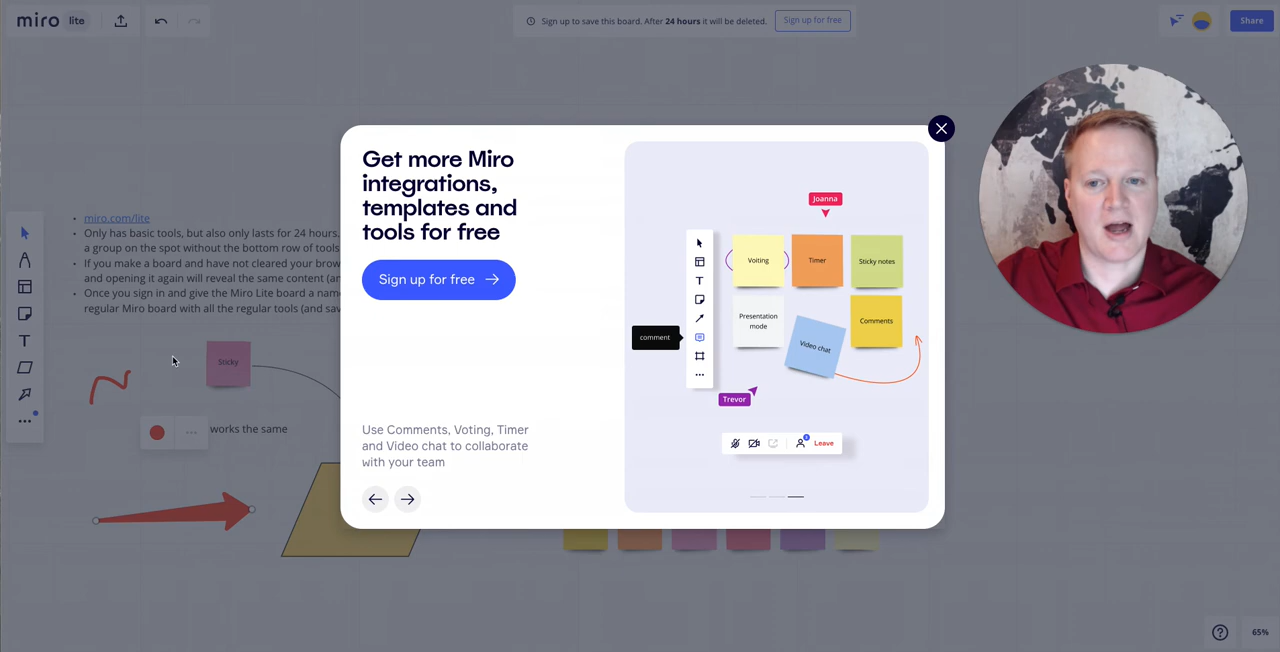 miro lite
Sign up to save this board. After 24 hours it will be deleted.
Sign up for free
Share
miro.com/lite
Only has basic tools, but also only lasts for 24 hours.
a group on the spot without the bottom row of tools
If you make a board and have not cleared your brow
and opening it again will reveal the same content (an
Once you sign in and give the Miro Lite board a name
regular Miro board with all the regular tools (and sav
Sticky
works the same
Get more Miro
integrations,
templates and
tools for free
Sign up for free
Use Comments, Voting, Timer
and Video chat to collaborate
with your team
Joanna
Voiting
Timer
Sticky notes
Presentation
mode
Comments
Video chat
comment
Trevor
Leave
65%